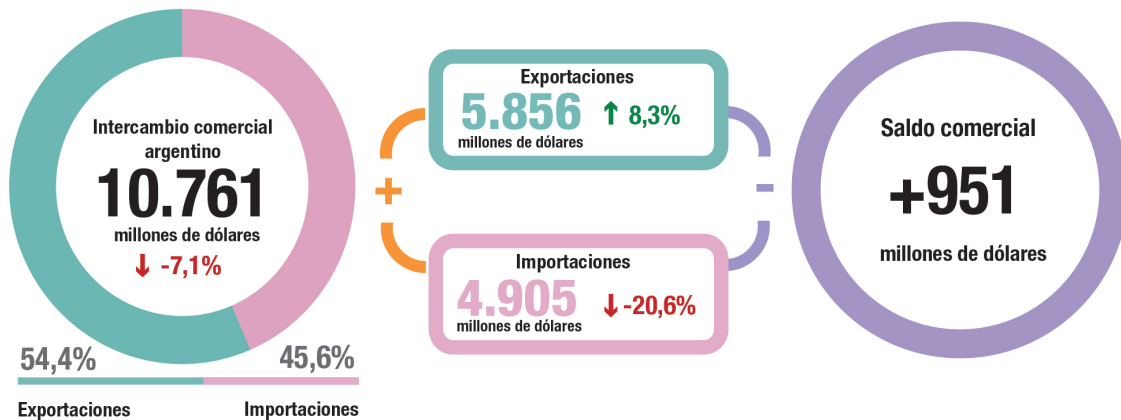 Intercambio comercial
argentino
10.761
millones de dólares
↓ -7,1%
54,4%
45,6%
Exportaciones
Importaciones
+
Exportaciones
5.856 ↑ 8,3%
millones de dólares
Importaciones
4.905 ↓ -20,6%
millones de dólares
-
Saldo comercial
+951
millones de dólares